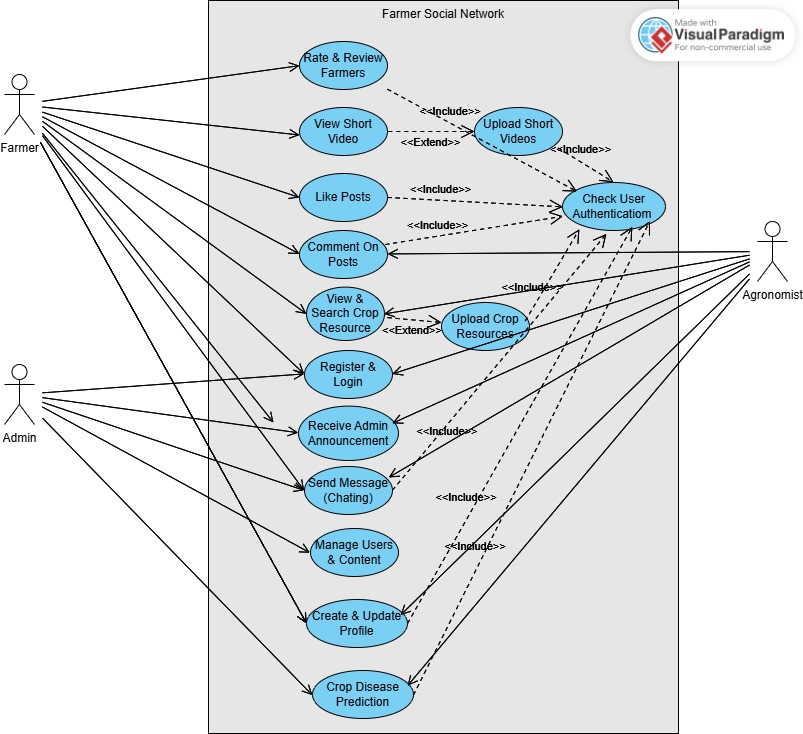 Farmer Social Network
Made with
Visual Paradigm
For non-commercial use
Rate & Review
Farmers
<<Include>>
View Short
Video
<<Extend>>
Upload Short
Videos
<<Include>>
Farmer
Like Posts
<<Include>>
Check User
Authentication
<<Include>>
Comment On
Posts
Agronomist
<<Include>>
View &
Search Crop
Resource
<<Extend>>
Upload Crop
Resources
Register &
Login
Admin
Receive Admin
Announcement
<<Include>>
Send Message
(Chating)
<<Include>>
Manage Users
& Content
<<Include>>
Create & Update
Profile
Crop Disease
Prediction